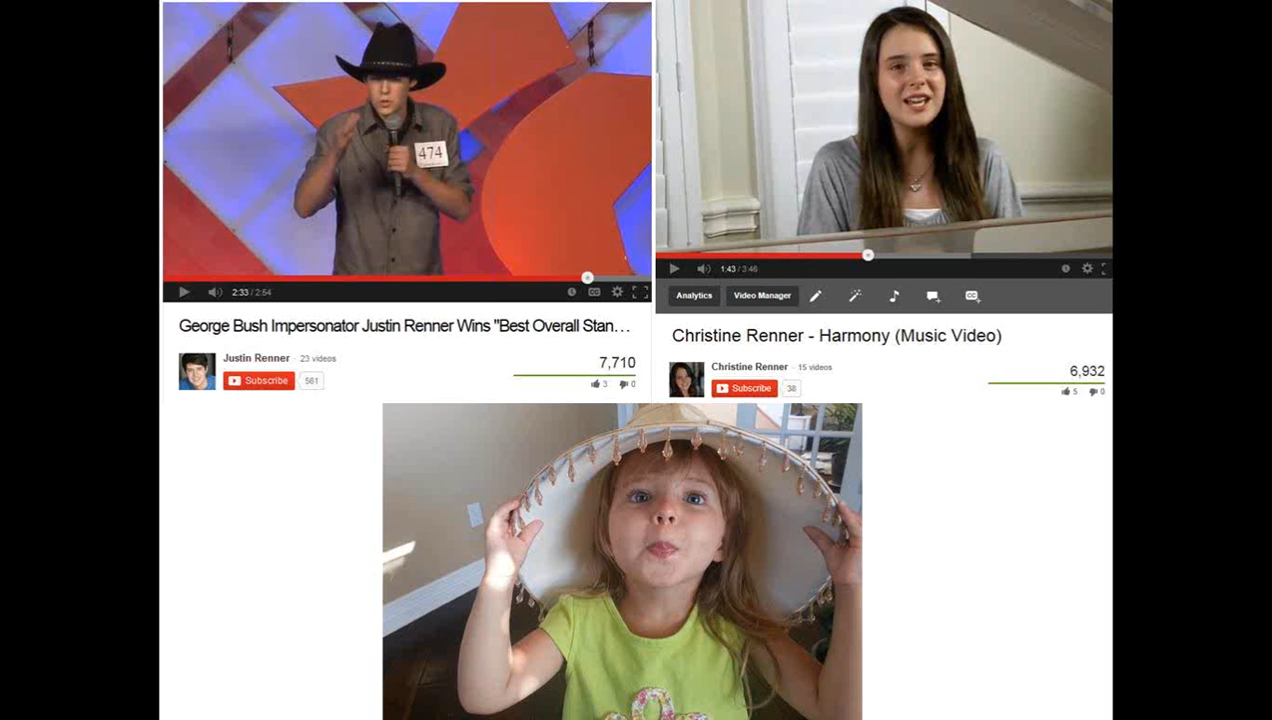 474
2:33 / 2:54
George Bush Impersonator Justin Renner Wins "Best Overall Stan...
Justin Renner · 23 videos
Subscribe 561
7,710
3 0
1:43 / 3:46
Analytics Video Manager
Christine Renner - Harmony (Music Video)
Christine Renner · 15 videos
Subscribe 38
6,932
5 0